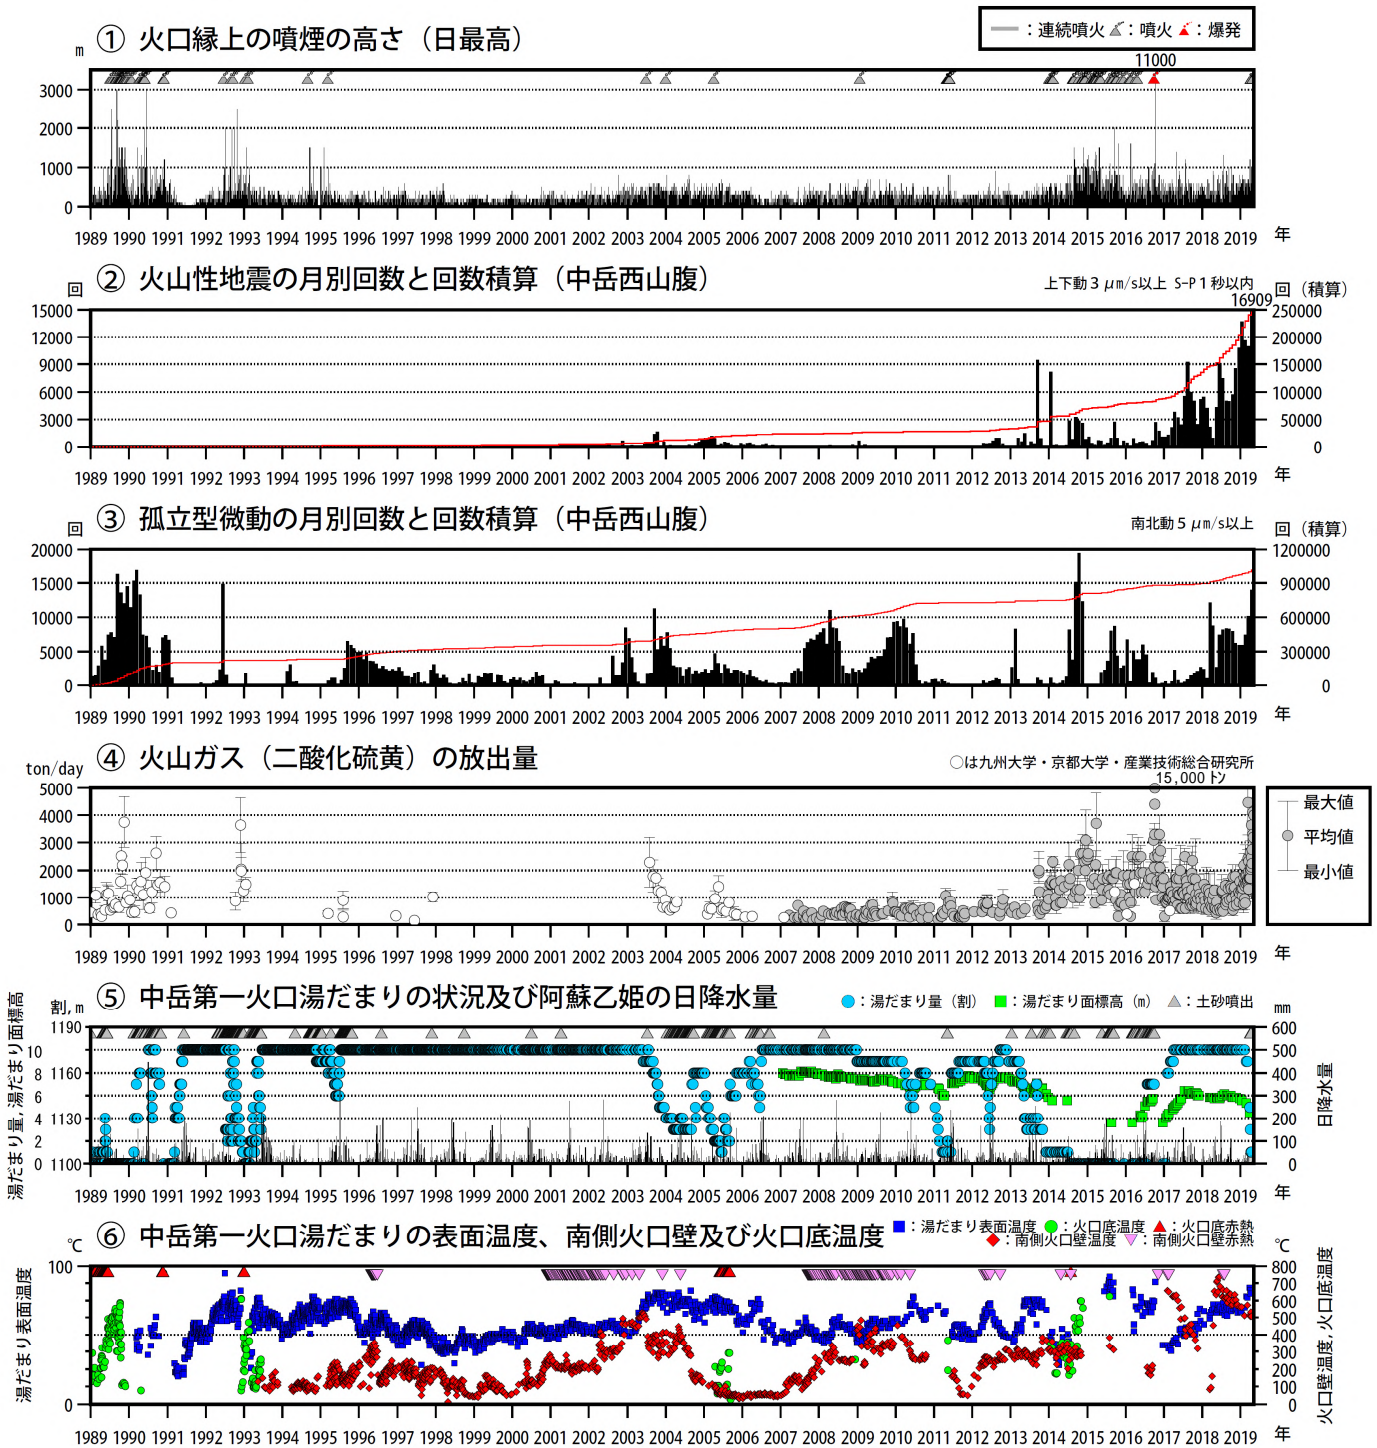 ① 火口縁上の噴煙の高さ（日最高）
：連続噴火 ：噴火 ：爆発
m
11000
3000
2000
1000
0
1989 1990 1991 1992 1993 1994 1995 1996 1997 1998 1999 2000 2001 2002 2003 2004 2005 2006 2007 2008 2009 2010 2011 2012 2013 2014 2015 2016 2017 2018 2019 年
② 火山性地震の月別回数と回数積算（中岳西山腹）
上下動３μm/s以上 S-P１秒以内
回 回（積算）
16909
15000 250000
12000 200000
9000 150000
6000 100000
3000 50000
0 0
1989 1990 1991 1992 1993 1994 1995 1996 1997 1998 1999 2000 2001 2002 2003 2004 2005 2006 2007 2008 2009 2010 2011 2012 2013 2014 2015 2016 2017 2018 2019 年
③ 孤立型微動の月別回数と回数積算（中岳西山腹）
南北動５μm/s以上
回 回（積算）
20000 1200000
15000 900000
10000 600000
5000 300000
0 0
1989 1990 1991 1992 1993 1994 1995 1996 1997 1998 1999 2000 2001 2002 2003 2004 2005 2006 2007 2008 2009 2010 2011 2012 2013 2014 2015 2016 2017 2018 2019 年
④ 火山ガス（二酸化硫黄）の放出量
○は九州大学・京都大学・産業技術総合研究所
ton/day
15,000トン
5000
4000
3000
2000
1000
0
最大値
平均値
最小値
1989 1990 1991 1992 1993 1994 1995 1996 1997 1998 1999 2000 2001 2002 2003 2004 2005 2006 2007 2008 2009 2010 2011 2012 2013 2014 2015 2016 2017 2018 2019 年
⑤ 中岳第一火口湯だまりの状況及び阿蘇乙姫の日降水量
：湯だまり量（割） ：湯だまり面標高（m） ：土砂噴出
割,m mm
湯だまり量,湯だまり面標高
日降水量
1190 600
10 500
8 1160 400
6 300
4 1130 200
2 100
0 1100 0
1989 1990 1991 1992 1993 1994 1995 1996 1997 1998 1999 2000 2001 2002 2003 2004 2005 2006 2007 2008 2009 2010 2011 2012 2013 2014 2015 2016 2017 2018 2019 年
⑥ 中岳第一火口湯だまりの表面温度、南側火口壁及び火口底温度
：湯だまり表面温度 ：火口底温度 ：火口底赤熱
：南側火口壁温度 ：南側火口壁赤熱
℃ ℃
湯だまり表面温度
火口壁温度,火口底温度
100 800
700
600
500
400
300
200
100
0 0
1989 1990 1991 1992 1993 1994 1995 1996 1997 1998 1999 2000 2001 2002 2003 2004 2005 2006 2007 2008 2009 2010 2011 2012 2013 2014 2015 2016 2017 2018 2019 年